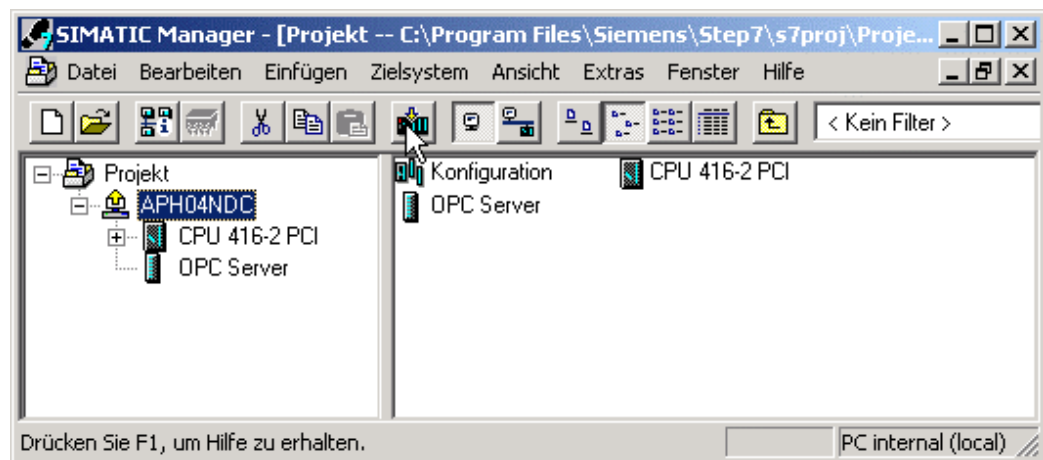 SIMATIC Manager - [Projekt -- C:\Program Files\Siemens\Step7\s7proj\Proje...
Datei Bearbeiten Einfügen Zielsystem Ansicht Extras Fenster Hilfe
< Kein Filter >
Projekt
APH04NDC
CPU 416-2 PCI
OPC Server
Konfiguration
CPU 416-2 PCI
OPC Server
Drücken Sie F1, um Hilfe zu erhalten.
PC internal (local)